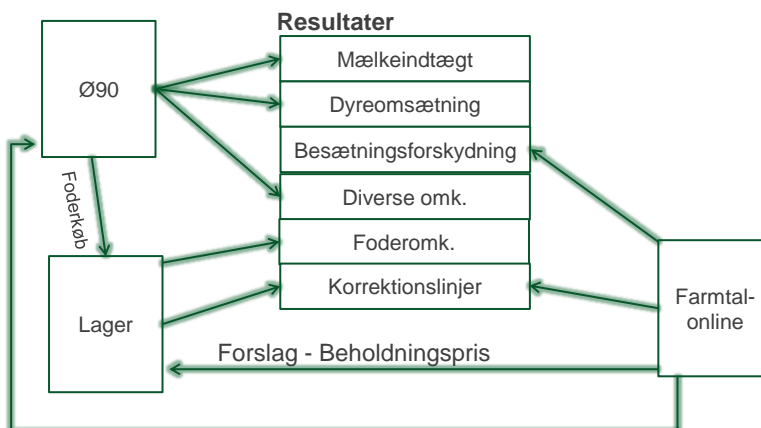 Resultater
Ø90
Mælkeindtægt
Dyreomsætning
Besætningsforskydning
Diverse omk.
Foderkøb
Foderomk.
Korrektionslinjer
Lager
Farmtal-
online
Forslag - Beholdningspris